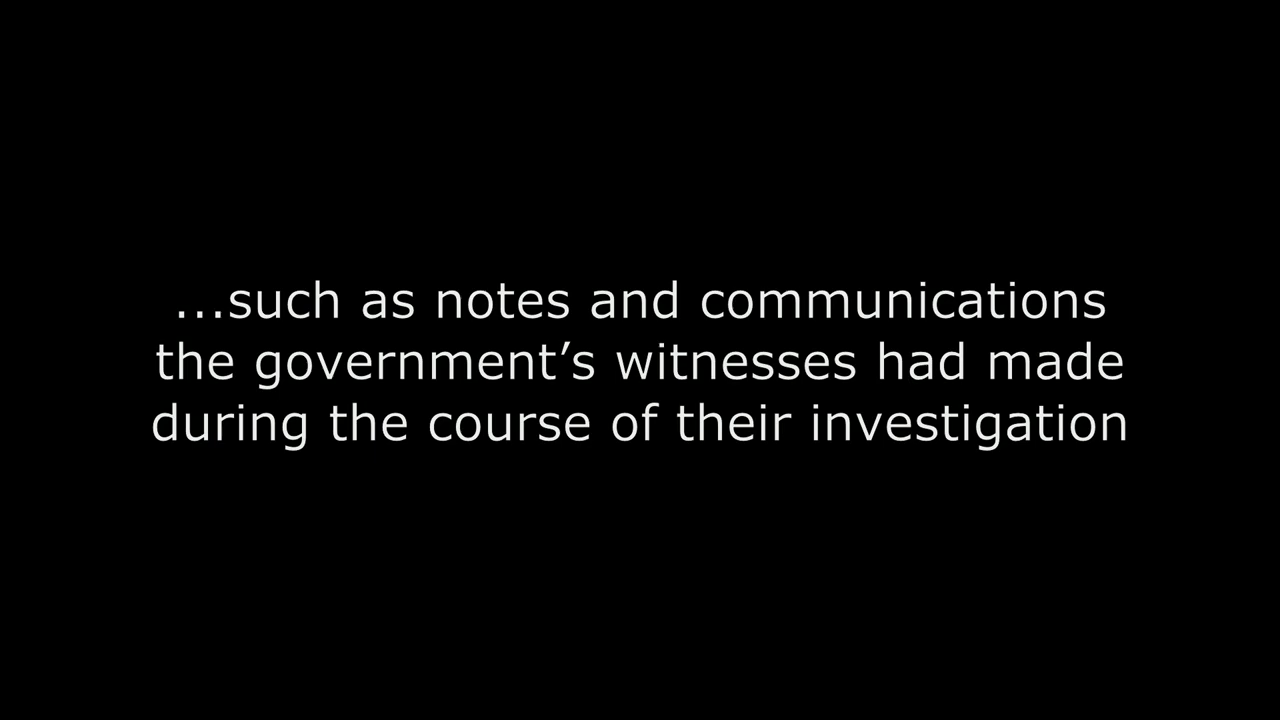 ...such as notes and communications
the government’s witnesses had made
during the course of their investigation